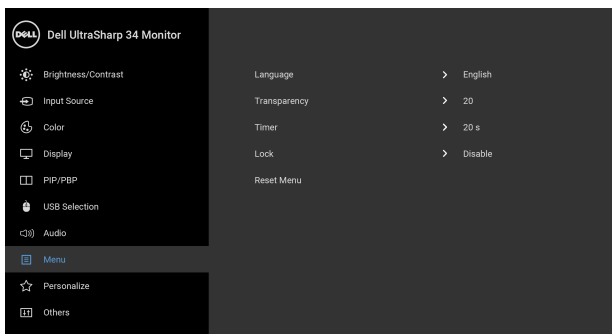 DELL Dell UltraSharp 34 Monitor
Brightness/Contrast
Input Source
Color
Display
PIP/PBP
USB Selection
Audio
Menu
Personalize
Others
Language English
Transparency 20
Timer 20 s
Lock Disable
Reset Menu